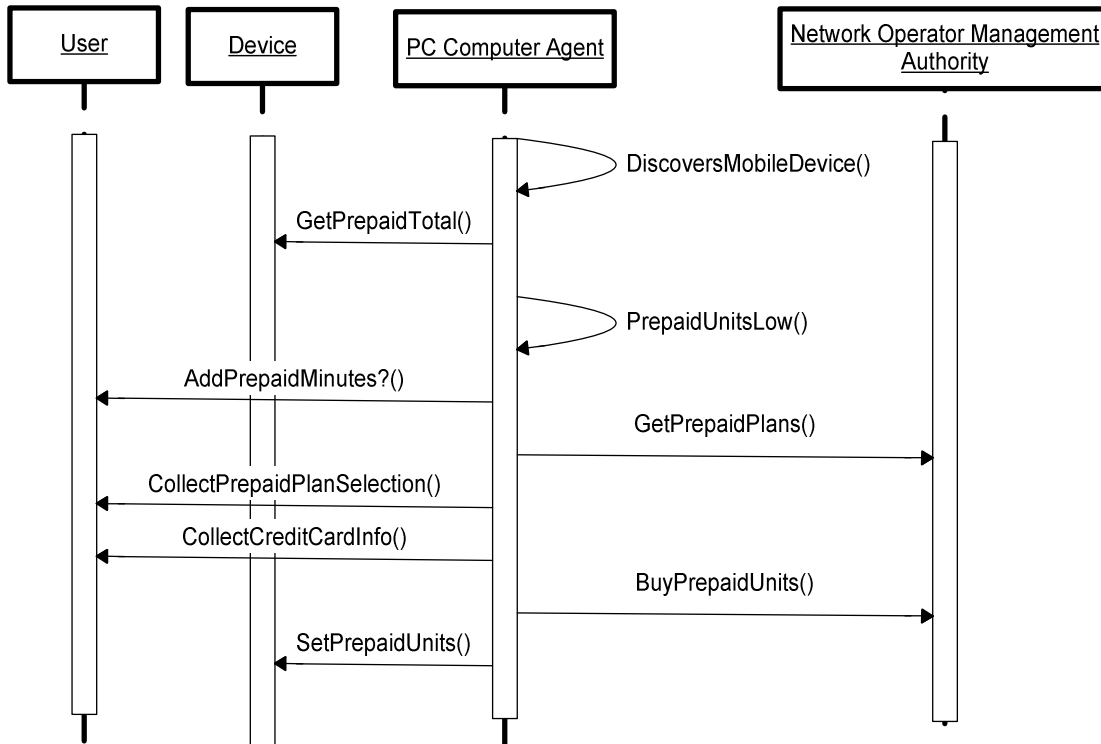 User
Device
PC Computer Agent
Network Operator Management
Authority
DiscoversMobileDevice()
GetPrepaidTotal()
PrepaidUnitsLow()
AddPrepaidMinutes?()
GetPrepaidPlans()
CollectPrepaidPlanSelection()
CollectCreditCardInfo()
BuyPrepaidUnits()
SetPrepaidUnits()